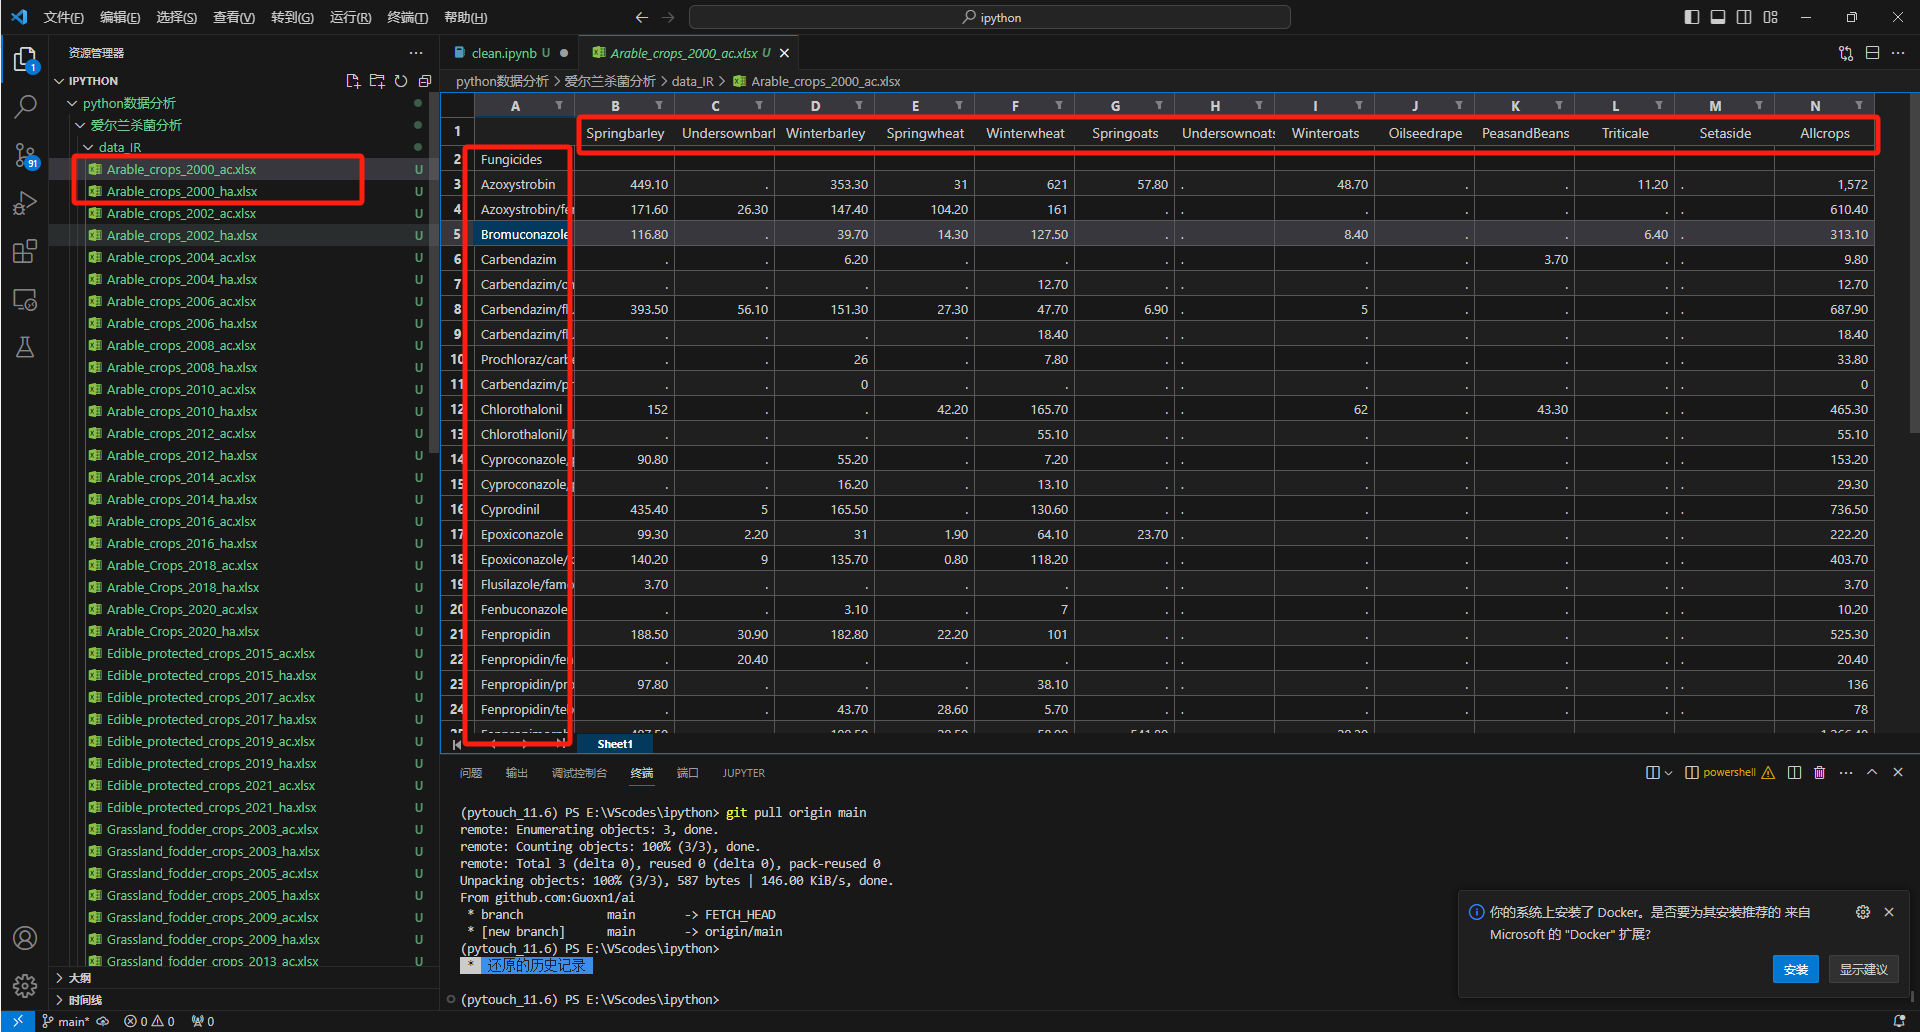 文件(F) 编辑(E) 选择(S) 查看(V) 转到(G) 运行(R) 终端(T) 帮助(H) ipython
资源管理器
IPYTHON
python数据分析
爱尔兰杀菌分析
data_IR
Arable_crops_2000_ac.xlsx U
Arable_crops_2000_ha.xlsx U
Arable_crops_2002_ac.xlsx U
Arable_crops_2002_ha.xlsx U
Arable_crops_2004_ac.xlsx U
Arable_crops_2004_ha.xlsx U
Arable_crops_2006_ac.xlsx U
Arable_crops_2006_ha.xlsx U
Arable_crops_2008_ac.xlsx U
Arable_crops_2008_ha.xlsx U
Arable_crops_2010_ac.xlsx U
Arable_crops_2010_ha.xlsx U
Arable_crops_2012_ac.xlsx U
Arable_crops_2012_ha.xlsx U
Arable_crops_2014_ac.xlsx U
Arable_crops_2014_ha.xlsx U
Arable_crops_2016_ac.xlsx U
Arable_crops_2016_ha.xlsx U
Arable_Crops_2018_ac.xlsx U
Arable_Crops_2018_ha.xlsx U
Arable_Crops_2020_ac.xlsx U
Arable_Crops_2020_ha.xlsx U
Edible_protected_crops_2015_ac.xlsx U
Edible_protected_crops_2015_ha.xlsx U
Edible_protected_crops_2017_ac.xlsx U
Edible_protected_crops_2017_ha.xlsx U
Edible_protected_crops_2019_ac.xlsx U
Edible_protected_crops_2019_ha.xlsx U
Edible_protected_crops_2021_ac.xlsx U
Edible_protected_crops_2021_ha.xlsx U
Grassland_fodder_crops_2003_ac.xlsx U
Grassland_fodder_crops_2003_ha.xlsx U
Grassland_fodder_crops_2005_ac.xlsx U
Grassland_fodder_crops_2005_ha.xlsx U
Grassland_fodder_crops_2009_ac.xlsx U
Grassland_fodder_crops_2009_ha.xlsx U
Grassland_fodder_crops_2013_ac.xlsx U
大纲
时间线
1
91
clean.ipynb U Arable_crops_2000_ac.xlsx U
python数据分析 > 爱尔兰杀菌分析 > data_IR > Arable_crops_2000_ac.xlsx
A B C D E F G H I J K L M N
1 Springbarley Undersownbarl Winterbarley Springwheat Winterwheat Springoats Undersownoats Winteroats Oilseedrape PeasandBeans Triticale Setaside Allcrops
2 Fungicides
3 Azoxystrobin 449.10 . 353.30 31 621 57.80 . 48.70 . . 11.20 . 1,572
4 Azoxystrobin/fe 171.60 26.30 147.40 104.20 161 . . . . . . . 610.40
5 Bromuconazole 116.80 . 39.70 14.30 127.50 . . 8.40 . . 6.40 . 313.10
6 Carbendazim . . 6.20 . . . . . . 3.70 . . 9.80
7 Carbendazim/ . . . . 12.70 . . . . . . . 12.70
8 Carbendazim/fl 393.50 56.10 151.30 27.30 47.70 6.90 . 5 . . . . 687.90
9 Carbendazim/fl . . . . 18.40 . . . . . . . 18.40
10 Prochloraz/carb . . 26 . 7.80 . . . . . . . 33.80
11 Carbendazim/p . . 0 . . . . . . . . . 0
12 Chlorothalonil 152 . . 42.20 165.70 . . 62 . 43.30 . . 465.30
13 Chlorothalonil/ . . . . 55.10 . . . . . . . 55.10
14 Cyproconazole/ 90.80 . 55.20 . 7.20 . . . . . . . 153.20
15 Cyproconazole/ . . 16.20 . 13.10 . . . . . . . 29.30
16 Cyprodinil 435.40 5 165.50 . 130.60 . . . . . . . 736.50
17 Epoxiconazole 99.30 2.20 31 1.90 64.10 23.70 . . . . . . 222.20
18 Epoxiconazole/ 140.20 9 135.70 0.80 118.20 . . . . . . . 403.70
19 Flusilazole/famo 3.70 . . . . . . . . . . . 3.70
20 Fenbuconazole . . 3.10 . 7 . . . . . . . 10.20
21 Fenpropidin 188.50 30.90 182.80 22.20 101 . . . . . . . 525.30
22 Fenpropidin/fen . 20.40 . . . . . . . . . . 20.40
23 Fenpropidin/pro 97.80 . . . 38.10 . . . . . . . 136
24 Fenpropidin/teb . . 43.70 28.60 5.70 . . . . . . . 78
Sheet1
问题 输出 调试控制台 终端 端口 JUPYTER powershell
(pytouch_11.6) PS E:\VScodes\ipython> git pull origin main
remote: Enumerating objects: 3, done.
remote: Counting objects: 100% (3/3), done.
remote: Total 3 (delta 0), reused 0 (delta 0), pack-reused 0
Unpacking objects: 100% (3/3), 587 bytes | 146.00 KiB/s, done.
From github.com:Guoxn1/ai
* branch main -> FETCH_HEAD
* [new branch] main -> origin/main
(pytouch_11.6) PS E:\VScodes\ipython>
* 还原的历史记录
(pytouch_11.6) PS E:\VScodes\ipython>
你的系统上安装了 Docker。是否要为其安装推荐的 来自
Microsoft 的 "Docker" 扩展?
安装 显示建议
main* 0 0 0